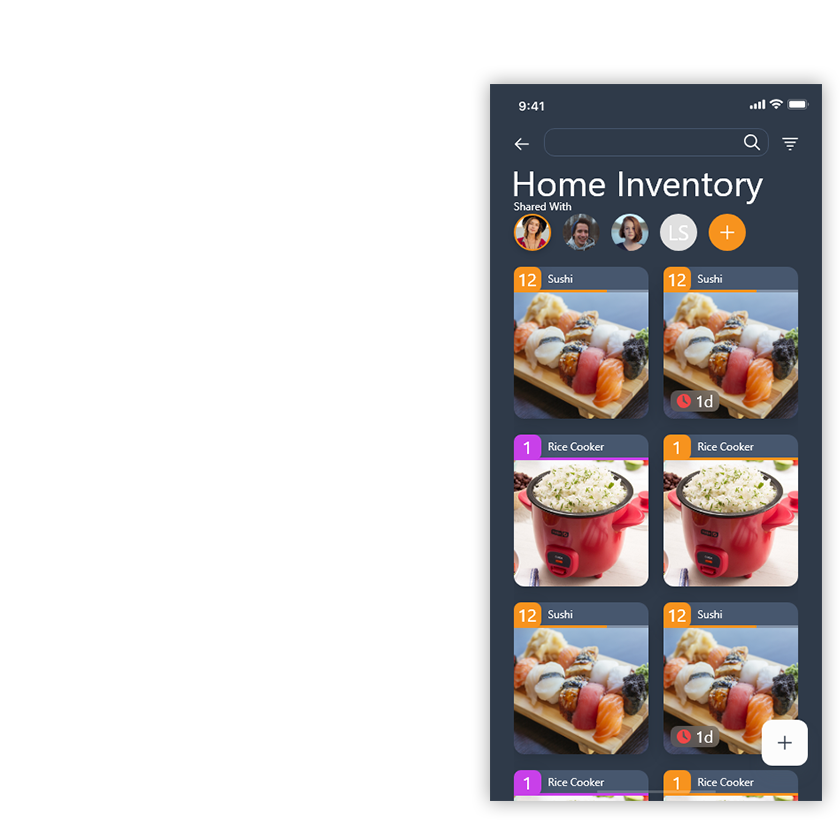 9:41
Home Inventory
Shared With
LS
12 Sushi
12 Sushi
1d
1 Rice Cooker
1 Rice Cooker
12 Sushi
12 Sushi
1d
1 Rice Cooker
1 Rice Cooker